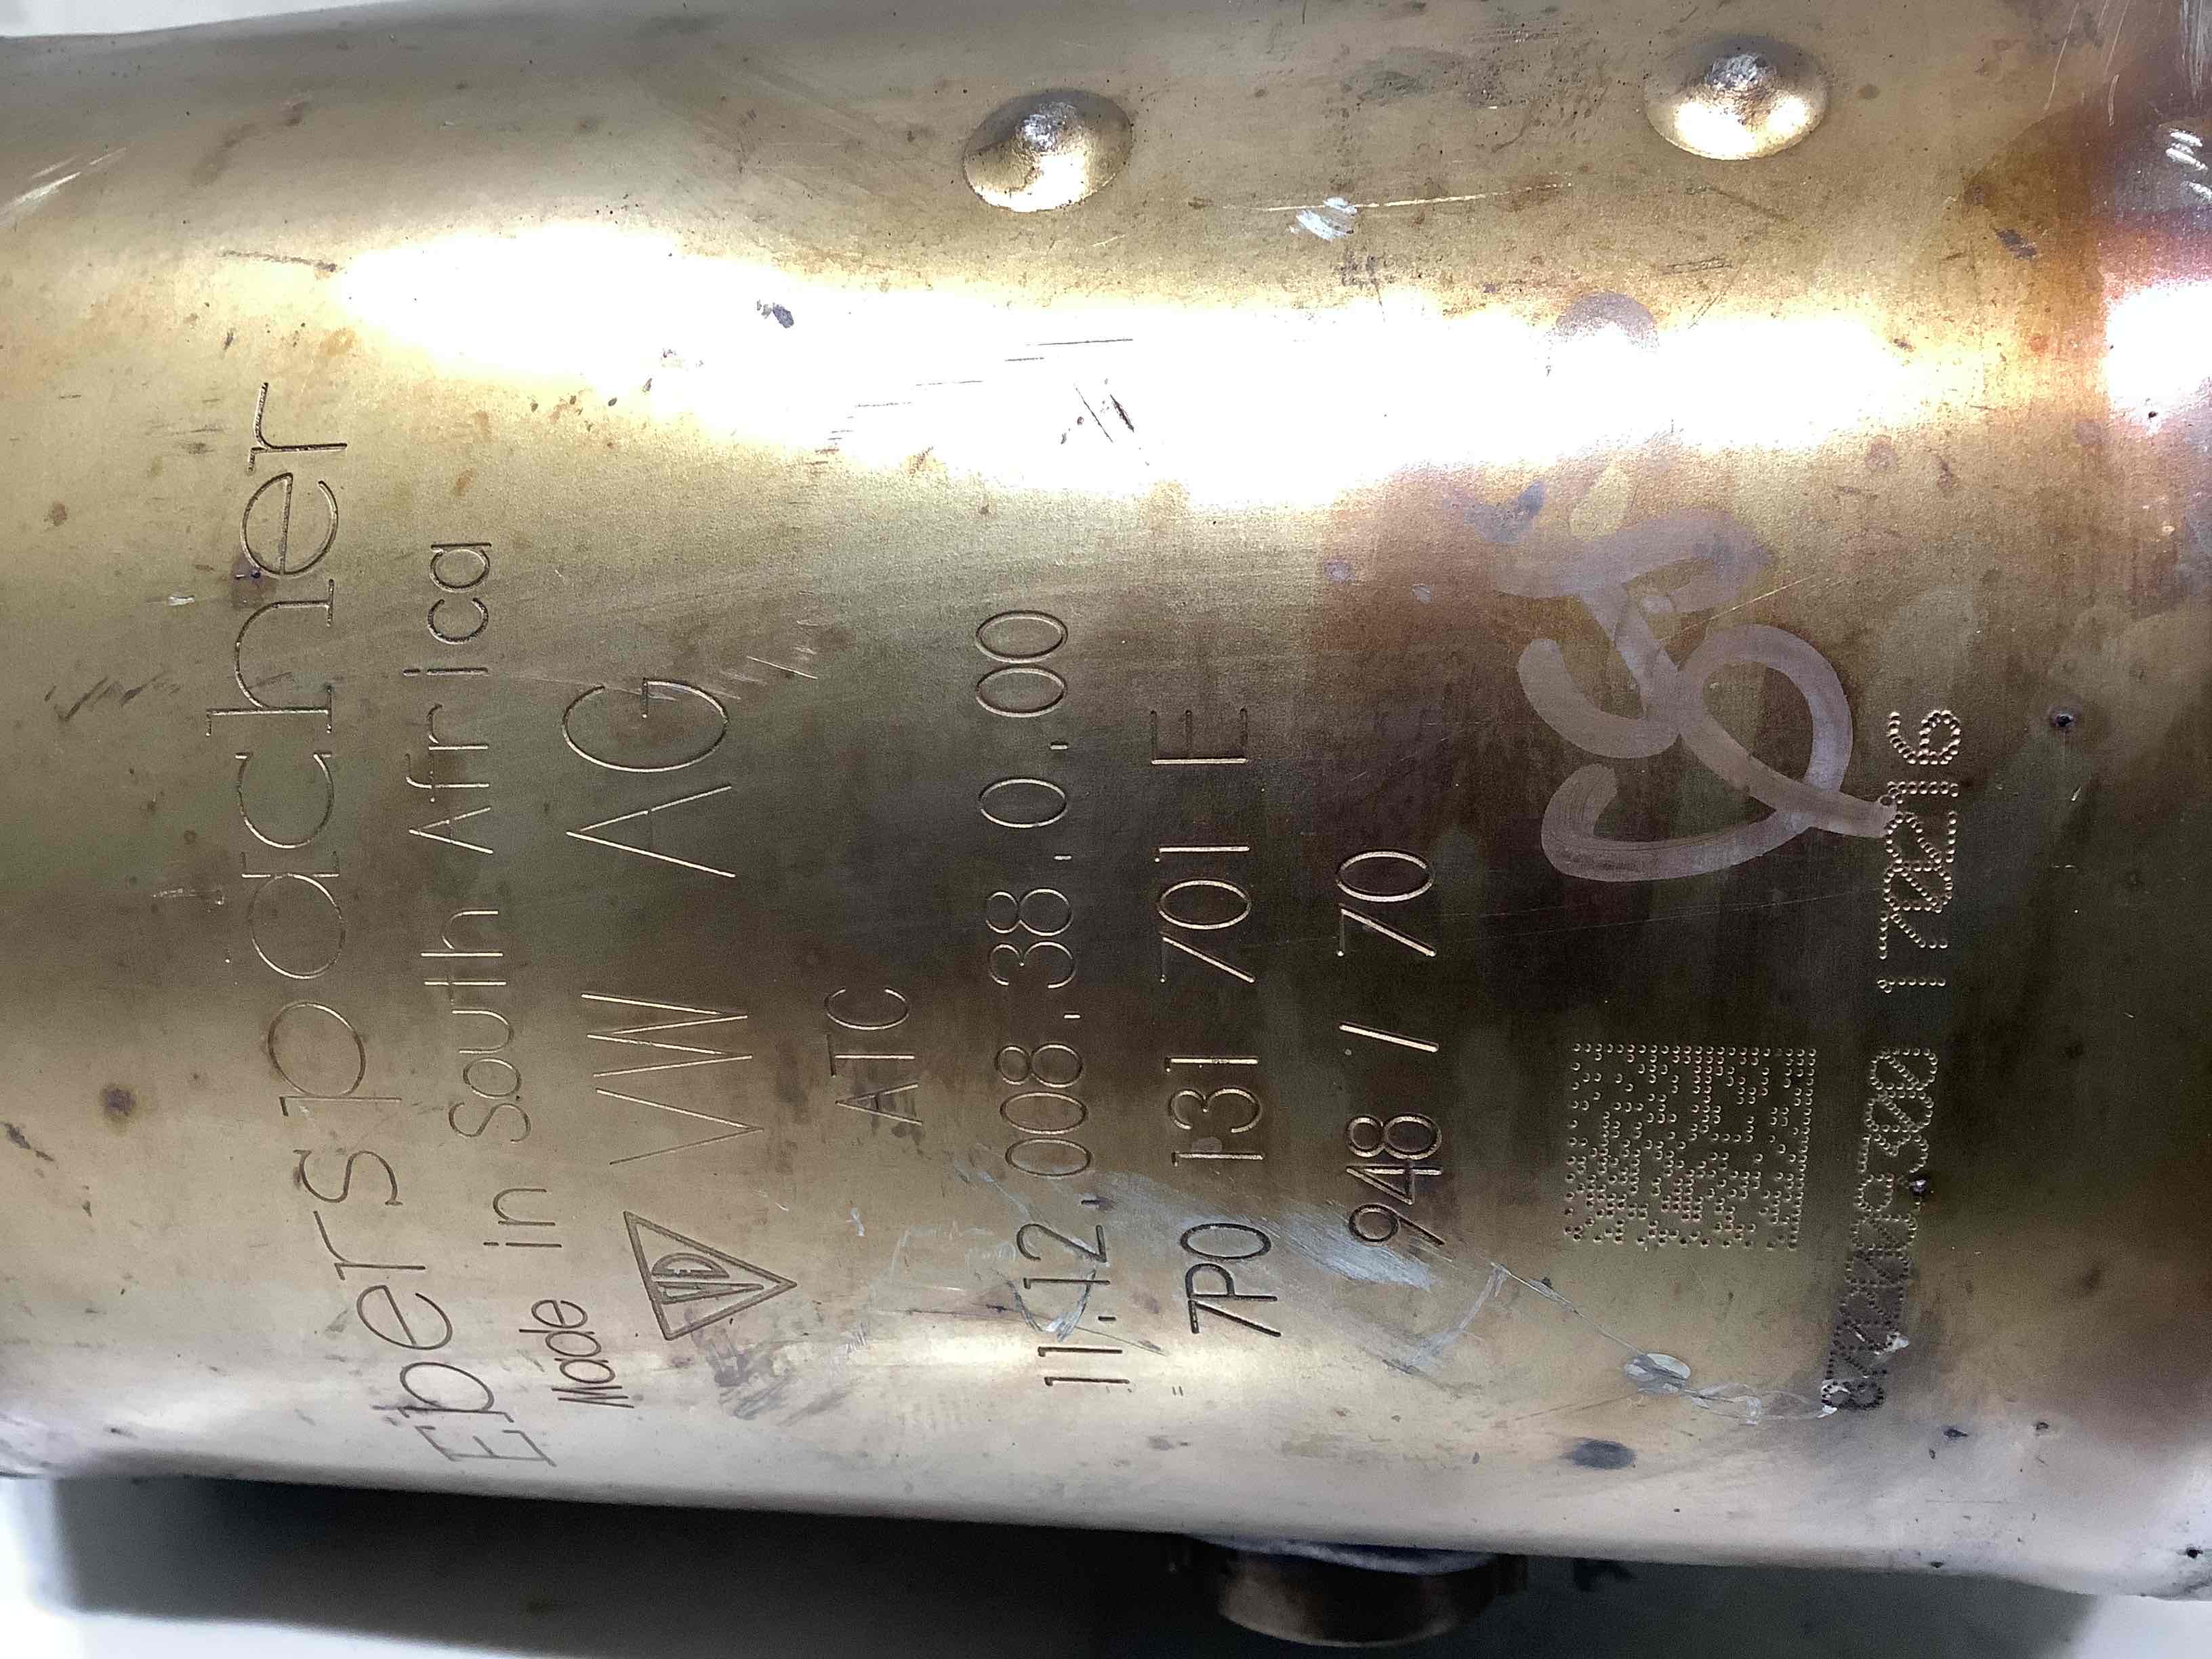 Eberspächer
Made in South Africa
VW AG
ATC
11.12.008.38.0.00
7P0 131 701 E
948 / 70
170216